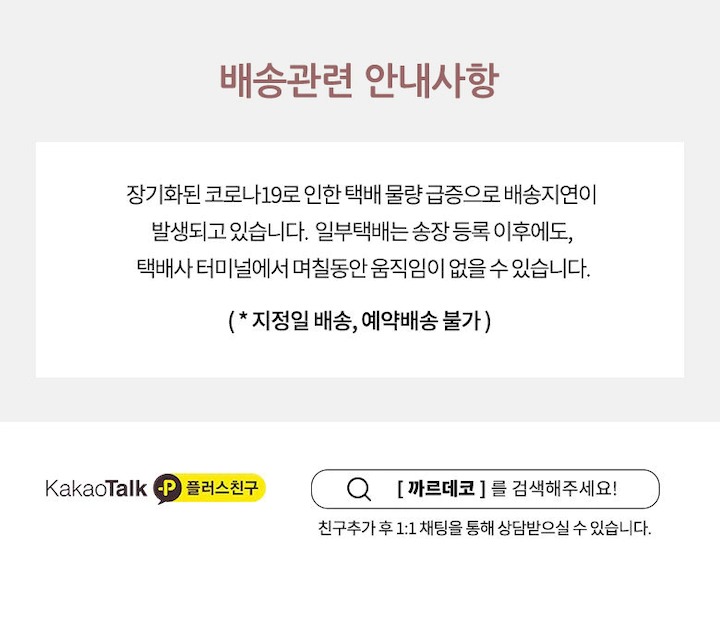 배송관련 안내사항
장기화된 코로나19로 인한 택배 물량 급증으로 배송지연이
발생되고 있습니다. 일부택배는 송장 등록 이후에도,
택배사 터미널에서 며칠동안 움직임이 없을 수 있습니다.
( * 지정일 배송, 예약배송 불가 )
KakaoTalk P 플러스친구
[ 까르데코 ] 를 검색해주세요!
친구추가 후 1:1 채팅을 통해 상담받으실 수 있습니다.